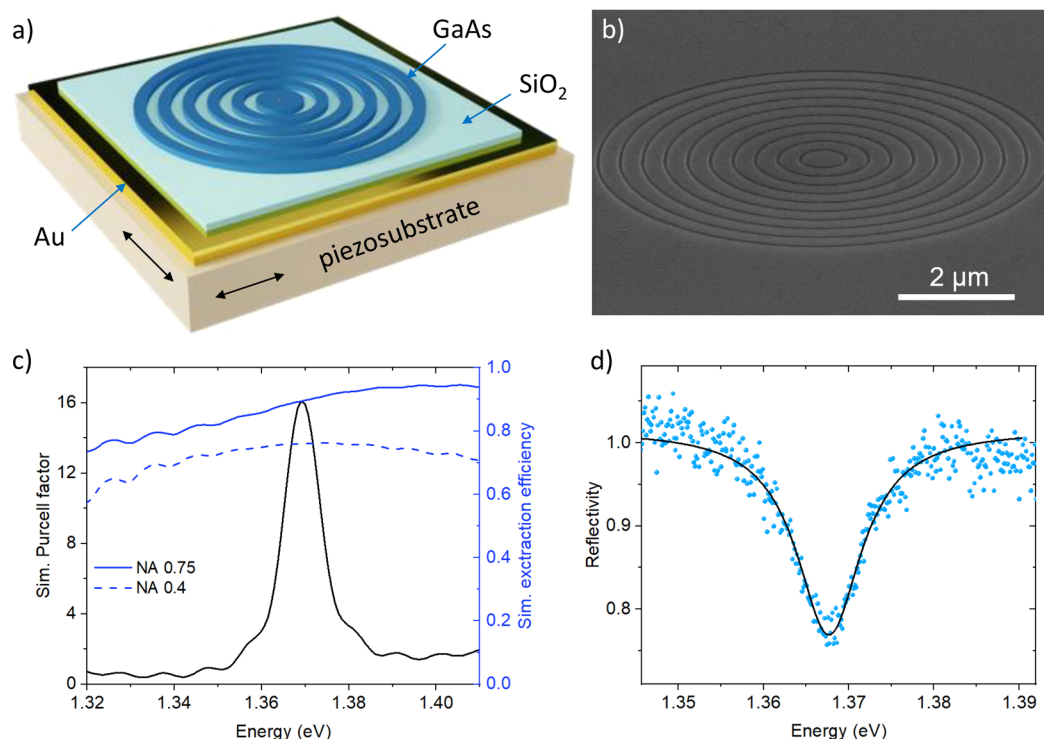 a)
GaAs
SiO2
Au
piezosubstrate
b)
2 µm
c)
Sim. Purcell factor
16
12
8
4
0
NA 0.75
NA 0.4
1.32
1.34
1.36
1.38
1.40
Energy (eV)
1.0
0.8
0.6
0.4
0.2
0.1
0.0
Sim. exctraction efficiency
d)
Reflectivity
1.0
0.9
0.8
1.35
1.36
1.37
1.38
1.39
Energy (eV)